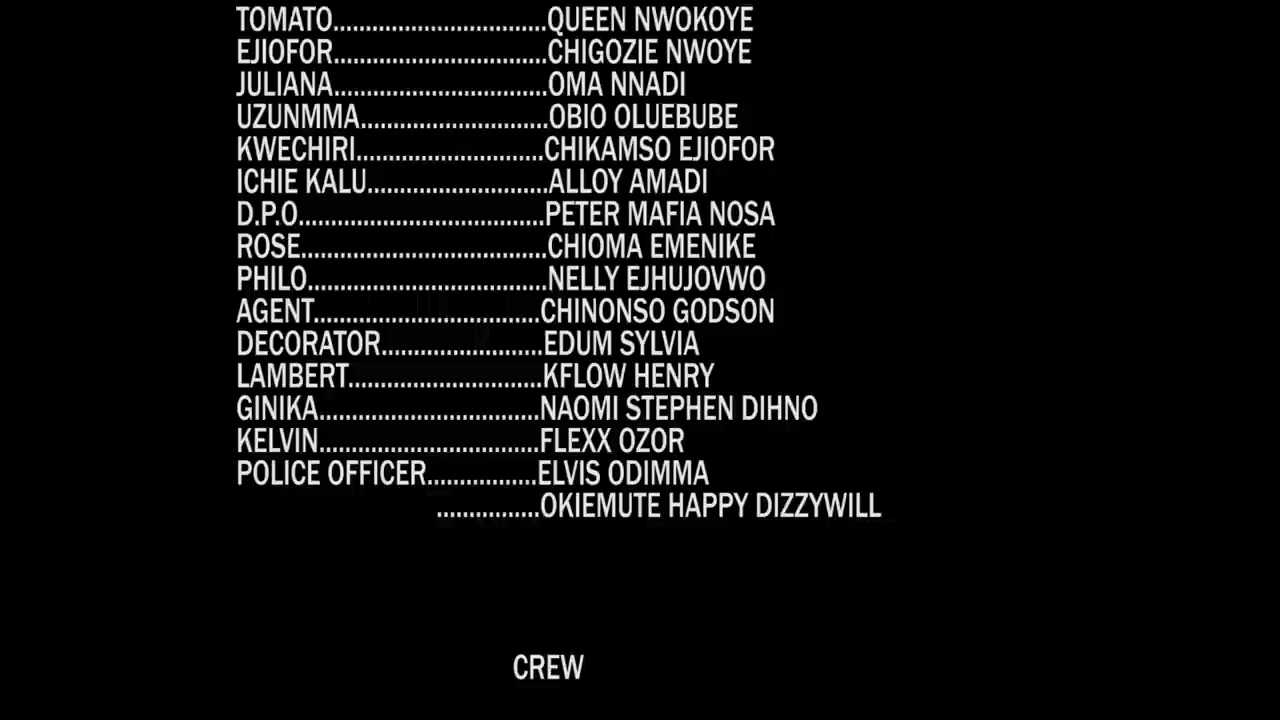 TOMATO.................................QUEEN NWOKOYE
EJIOFOR.................................CHIGOZIE NWOYE
JULIANA.................................OMA NNADI
UZUNMMA.............................OBIO OLUEBUBE
KWECHIRI.............................CHIKAMSO EJIOFOR
ICHIE KALU............................ALLOY AMADI
D.P.O......................................PETER MAFIA NOSA
ROSE......................................CHIOMA EMENIKE
PHILO.....................................NELLY EJHUJOVWO
AGENT...................................CHINONSO GODSON
DECORATOR.........................EDUM SYLVIA
LAMBERT..............................KFLOW HENRY
GINIKA..................................NAOMI STEPHEN DIHNO
KELVIN..................................FLEXX OZOR
POLICE OFFICER.................ELVIS ODIMMA
................OKIEMUTE HAPPY DIZZYWILL
CREW